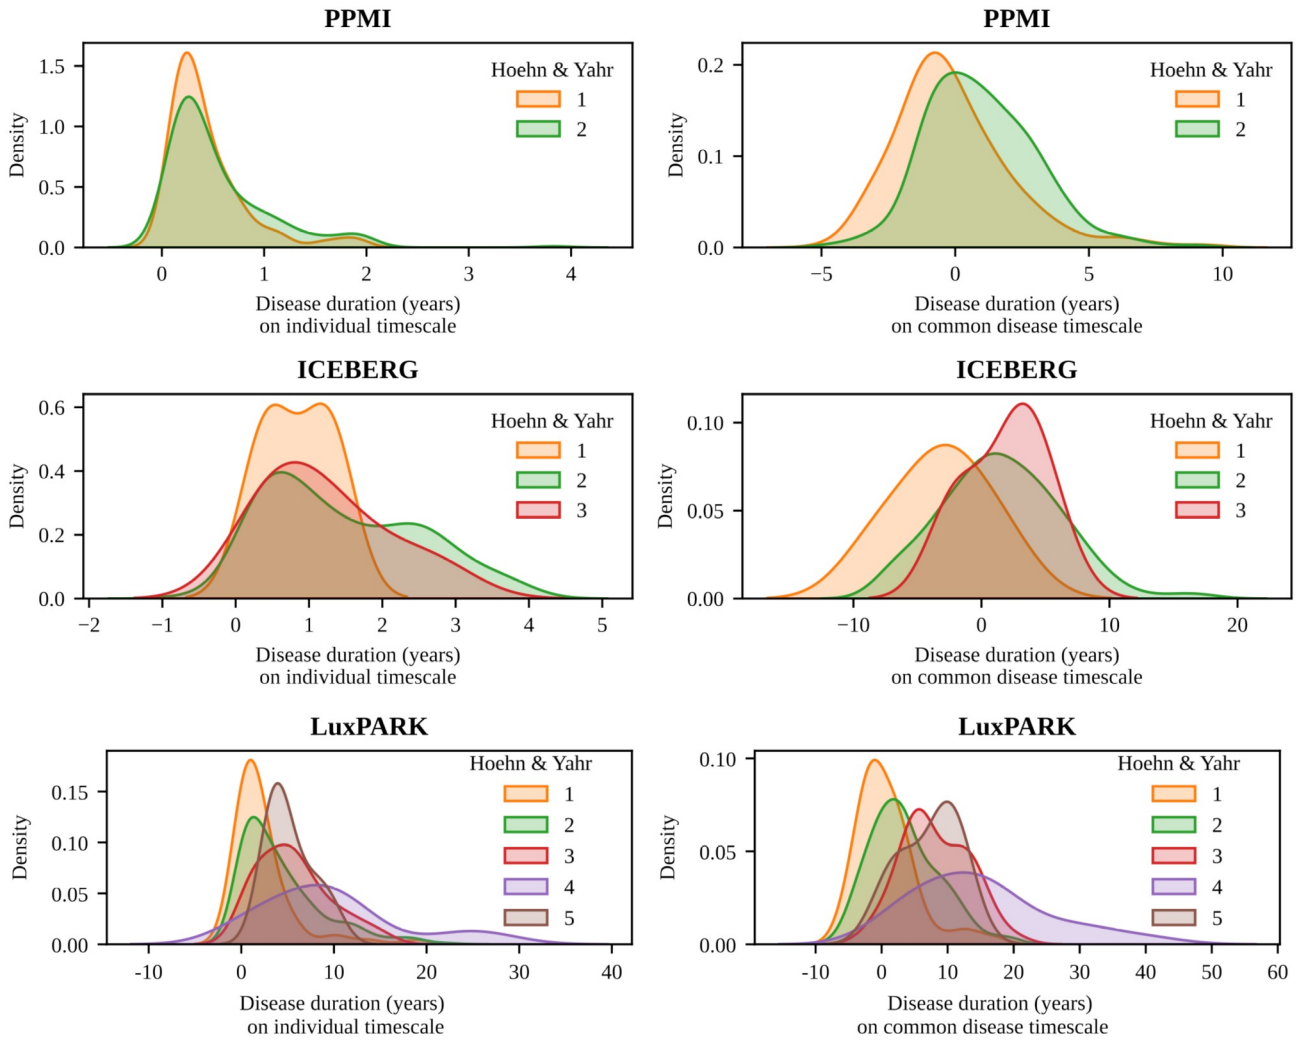 PPMI
Density
1.5
1.0
0.5
0.0
Hoehn & Yahr
1
2
0
1
2
3
4
Disease duration (years)
on individual timescale
PPMI
Density
0.2
0.1
0.0
Hoehn & Yahr
1
2
−5
0
5
10
Disease duration (years)
on common disease timescale
ICEBERG
Density
0.6
0.4
0.2
0.0
Hoehn & Yahr
1
2
3
−2
−1
0
1
2
3
4
5
Disease duration (years)
on individual timescale
ICEBERG
Density
0.10
0.05
0.00
Hoehn & Yahr
1
2
3
−10
0
10
20
Disease duration (years)
on common disease timescale
LuxPARK
Density
0.15
0.10
0.05
0.00
Hoehn & Yahr
1
2
3
4
5
-10
0
10
20
30
40
Disease duration (years)
on individual timescale
LuxPARK
Density
0.10
0.05
0.00
Hoehn & Yahr
1
2
3
4
5
-10
0
10
20
30
40
50
60
Disease duration (years)
on common disease timescale